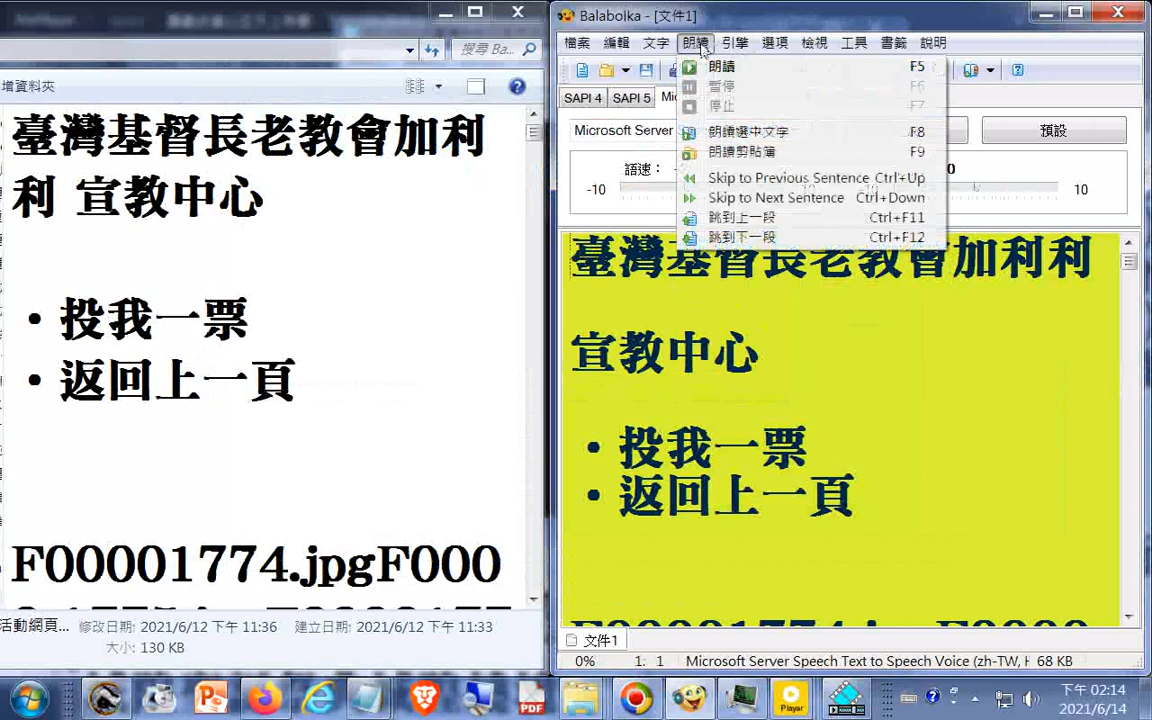 搜尋 Ba...
增資料夾
臺灣基督長老教會加利
利 宣教中心
• 投我一票
• 返回上一頁
F00001774.jpgF000
活動網頁... 修改日期: 2021/6/12 下午 11:36 建立日期: 2021/6/12 下午 11:33
大小: 130 KB
Balabolka - [文件1]
檔案 編輯 文字 朗讀 引擎 選項 檢視 工具 書籤 說明
朗讀 F5
暫停 F6
停止 F7
朗讀選中文字 F8
朗讀剪貼簿 F9
Skip to Previous Sentence Ctrl+Up
Skip to Next Sentence Ctrl+Down
跳到上一段 Ctrl+F11
跳到下一段 Ctrl+F12
SAPI 4 SAPI 5 Mi
Microsoft Server
預設
語速：
0
-10
10
臺灣基督長老教會加利利
宣教中心
• 投我一票
• 返回上一頁
文件1
0% 1: 1 Microsoft Server Speech Text to Speech Voice (zh-TW, H 68 KB
PDF
Player
下午 02:14
2021/6/14